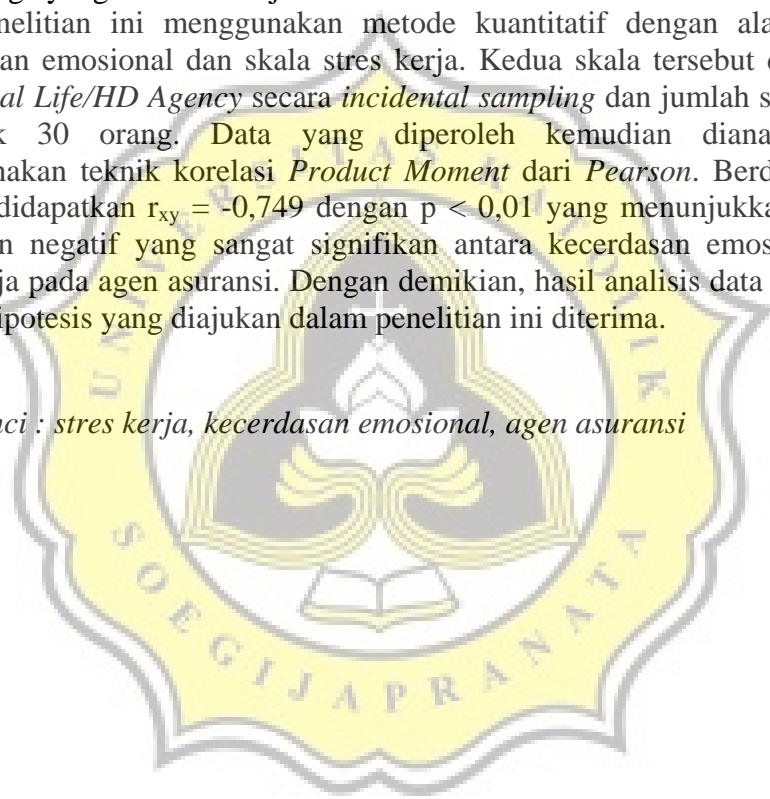 nelitian ini menggunakan metode kuantitatif dengan ala
an emosional dan skala stres kerja. Kedua skala tersebut
al Life/HD Agency secara incidental sampling dan jumlah s
k 30 orang. Data yang diperoleh kemudian diana
nakan teknik korelasi Product Moment dari Pearson. Berd
didapatkan rxy = -0,749 dengan p < 0,01 yang menunjukka
n negatif yang sangat signifikan antara kecerdasan emos
ja pada agen asuransi. Dengan demikian, hasil analisis data
ipotesis yang diajukan dalam penelitian ini diterima.
nci : stres kerja, kecerdasan emosional, agen asuransi
UNIVERSITAS KATOLIK
SOEGIJAPRANATA